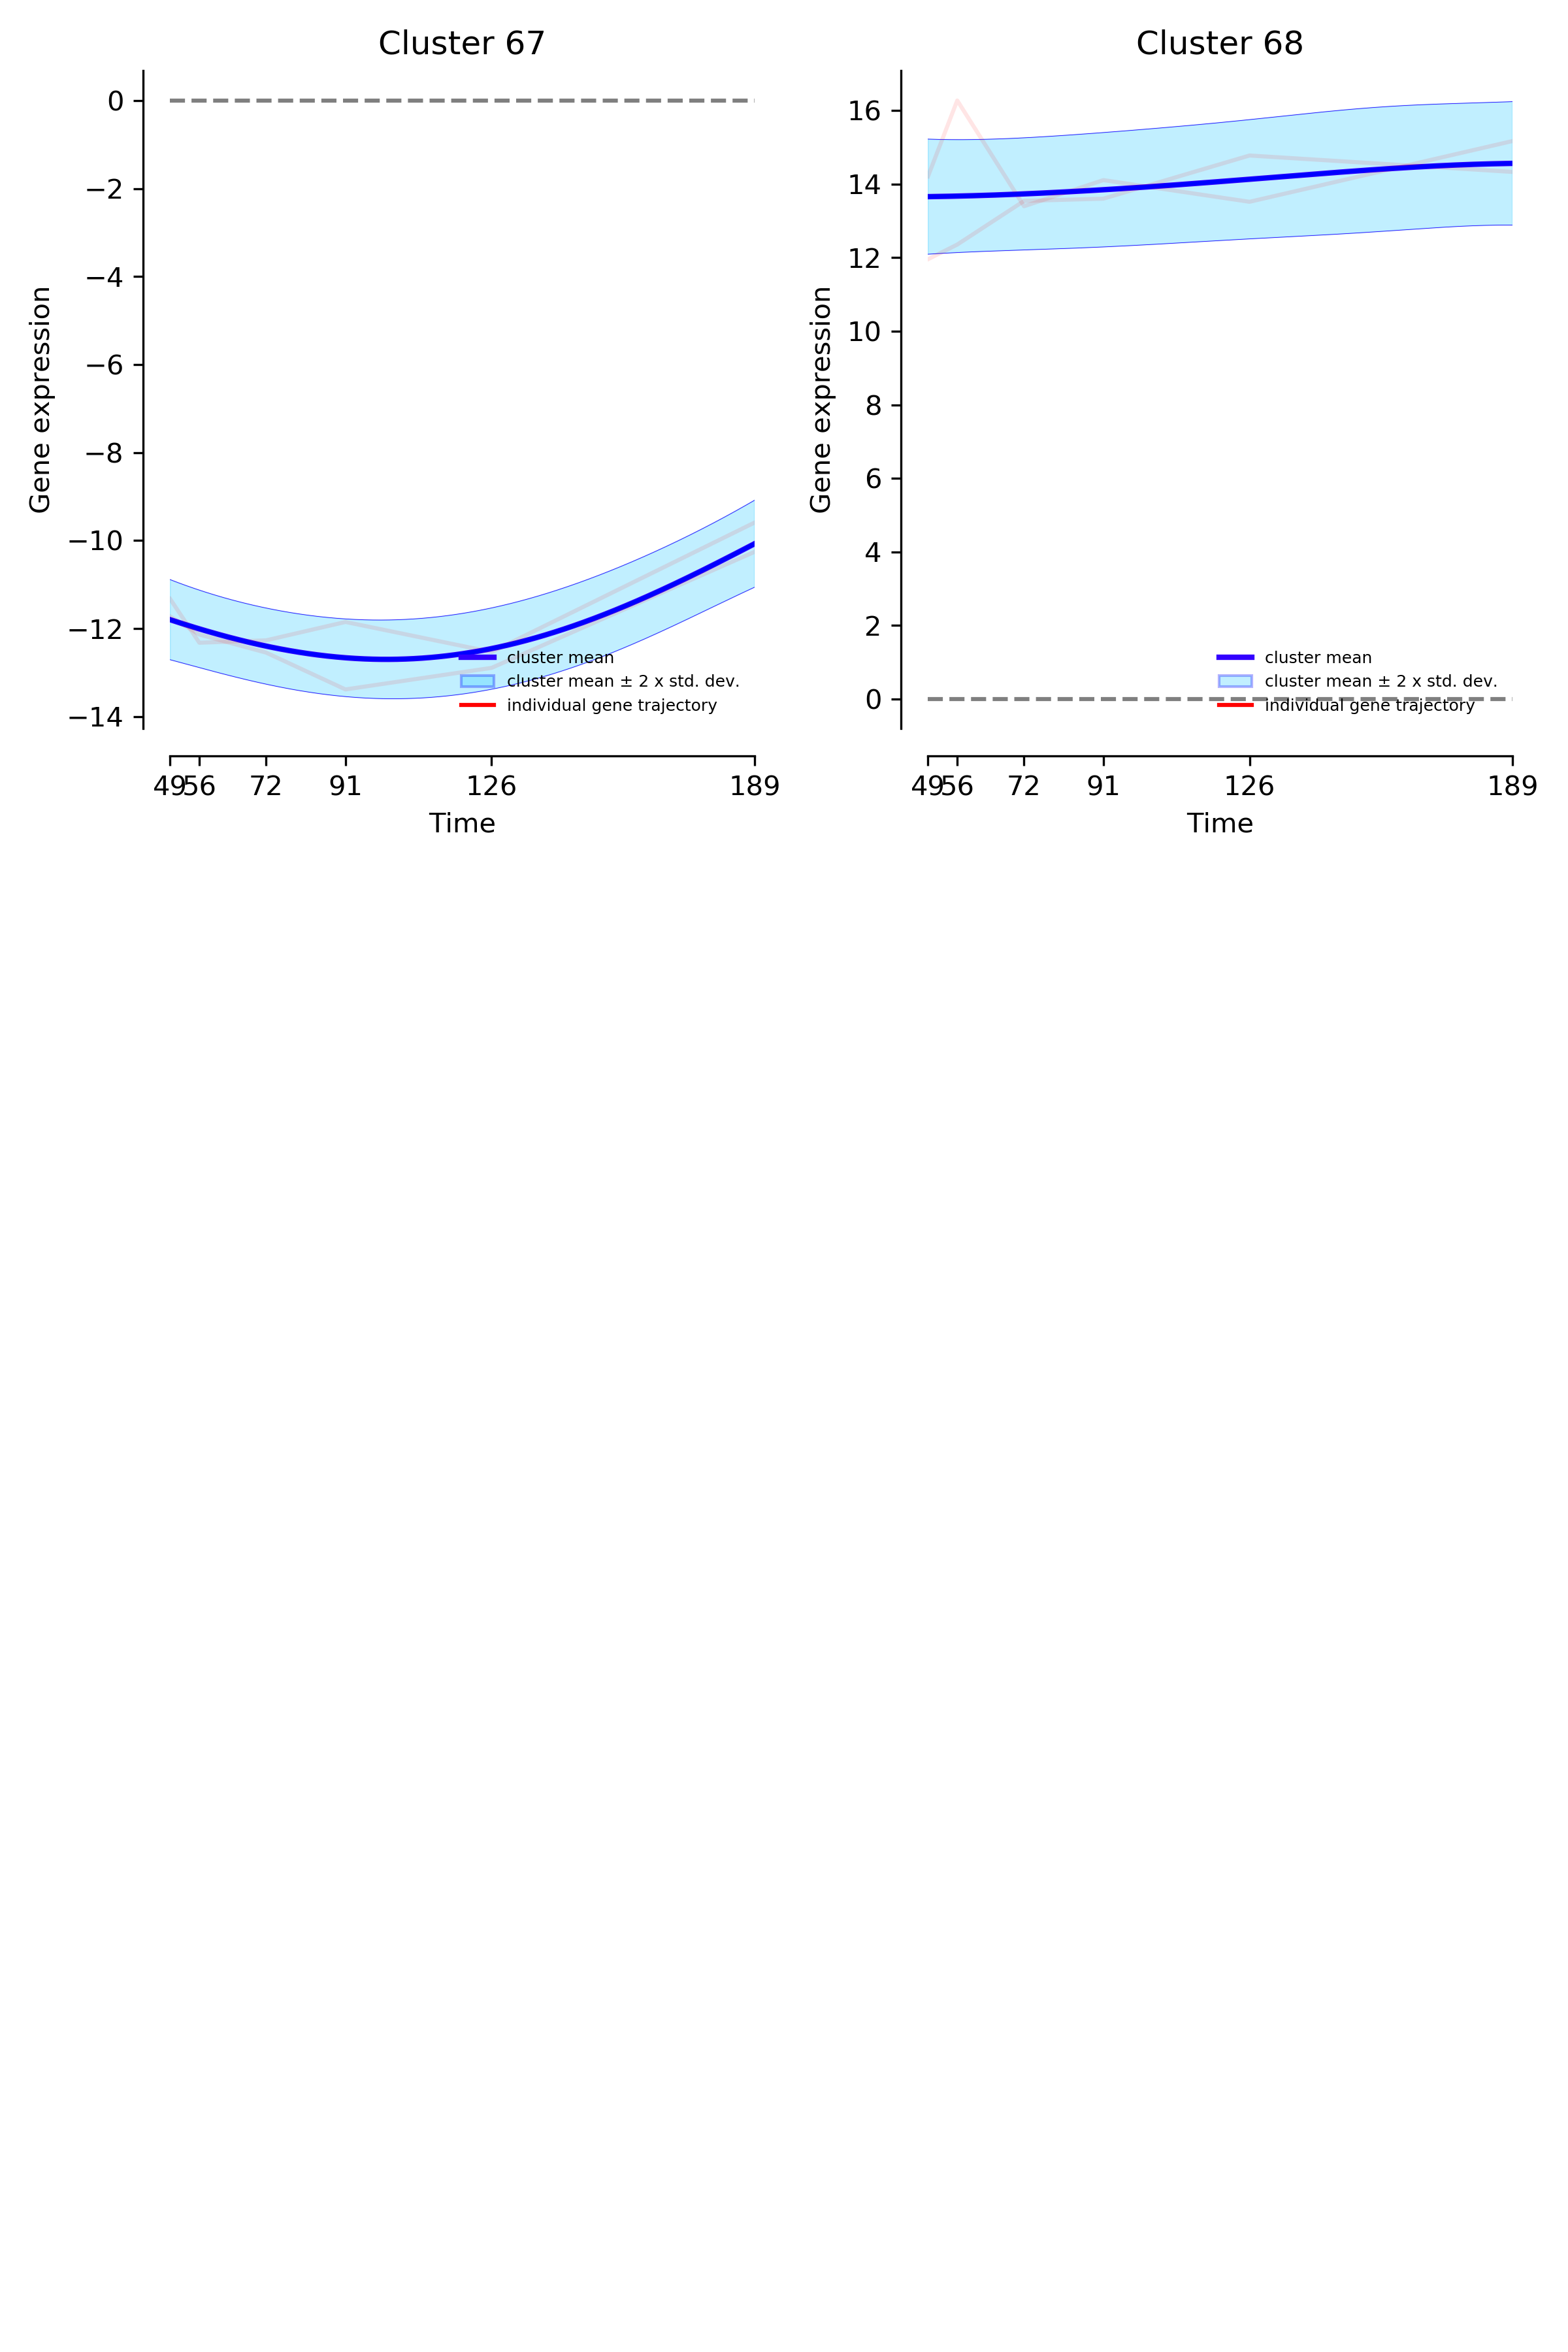 Cluster 67
Gene expression
0
−2
−4
−6
−8
−10
−12
−14
cluster mean
cluster mean ± 2 x std. dev.
individual gene trajectory
49
56
72
91
126
189
Time
Cluster 68
Gene expression
16
14
12
10
8
6
4
2
0
cluster mean
cluster mean ± 2 x std. dev.
individual gene trajectory
49
56
72
91
126
189
Time